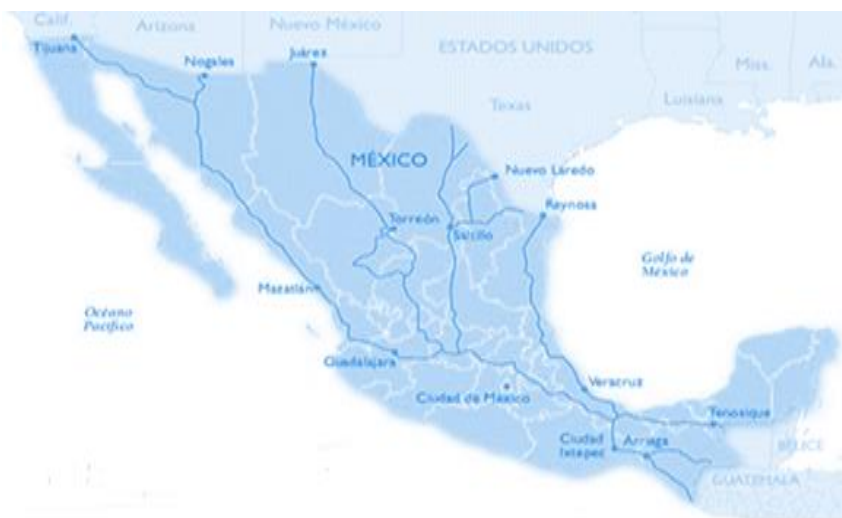 Calif.
Arizona
Nuevo México
ESTADOS UNIDOS
Tijuana
Nogales
Juárez
Miss.
Ala.
Texas
Louisiana
MÉXICO
Nuevo Laredo
Reynosa
Torreón
Saltillo
Golfo de
México
Mazatlán
Océano
Pacífico
Guadalajara
Ciudad de México
Veracruz
Tenosique
Ciudad
Ixtepec
Arriaga
BELICE
GUATEMALA